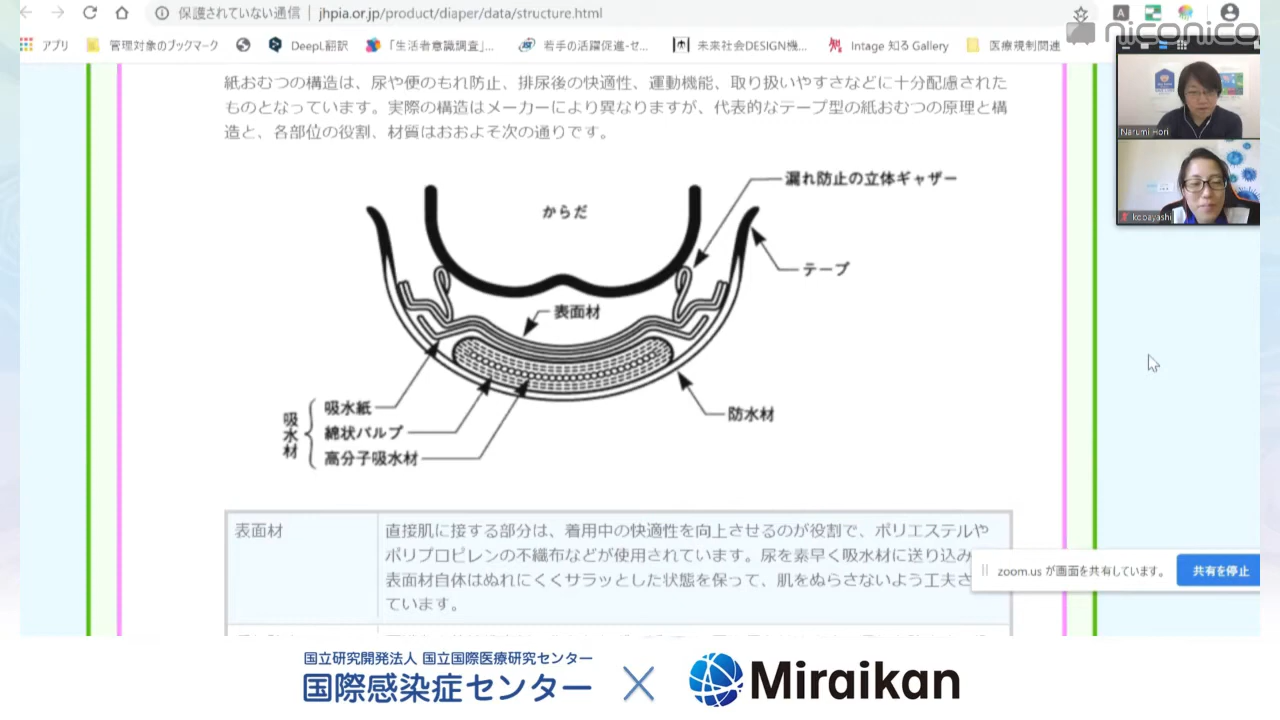 保護されていない通信 | jhpia.or.jp/product/diaper/data/structure.html
niconico
アプリ 管理対象のブックマーク DeepL翻訳 「生活者意識調査」... 若手の活躍促進-セ... 未来社会DESIGN機... Intage 知る Gallery 医療規制関連
紙おむつの構造は、尿や便のもれ防止、排尿後の快適性、運動機能、取り扱いやすさなどに十分配慮された
ものとなっています。実際の構造はメーカーにより異なりますが、代表的なテープ型の紙おむつの原理と構
造と、各部位の役割、材質はおおよそ次の通りです。
Narumi Hori
kobayashi
漏れ防止の立体ギャザー
からだ
テープ
表面材
吸水材
吸水紙
綿状パルプ
高分子吸水材
防水材
表面材
直接肌に接する部分は、着用中の快適性を向上させるのが役割で、ポリエステルや
ポリプロピレンの不織布などが使用されています。尿を素早く吸水材に送り込み
表面材自体はぬれにくくサラッとした状態を保って、肌をぬらさないよう工夫さ
ています。
zoom.us が画面を共有しています。 共有を停止
国立研究開発法人 国立国際医療研究センター
国際感染症センター × Miraikan